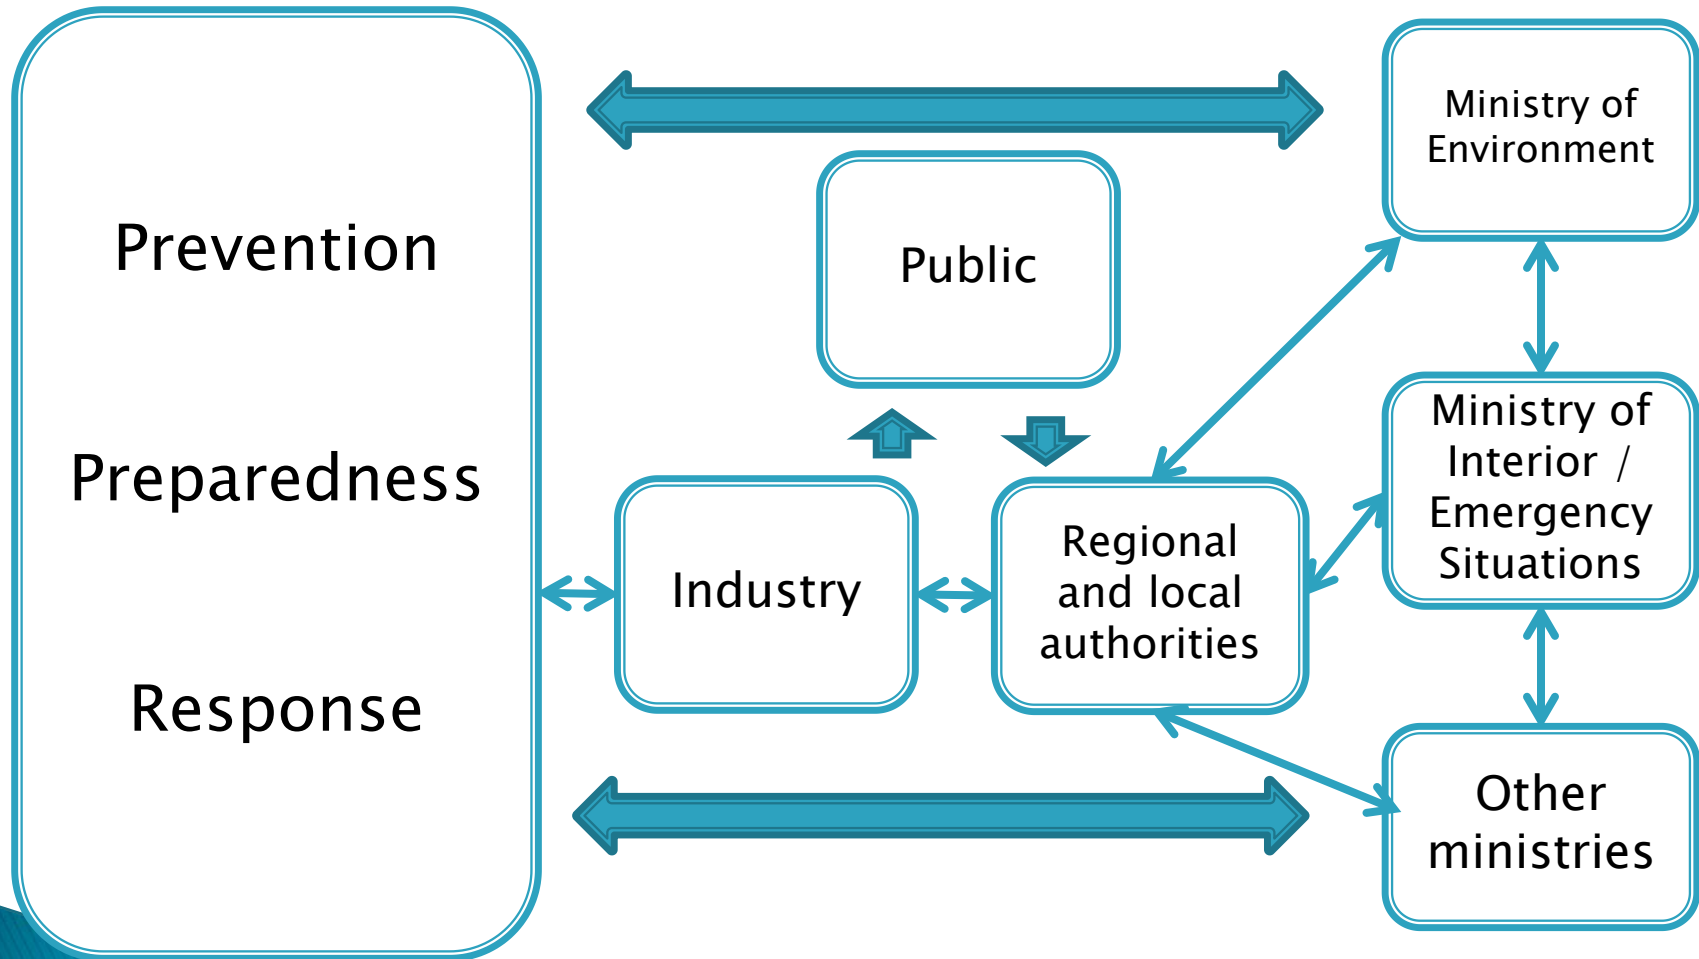 Prevention
Preparedness
Response
Public
Industry
Regional
and local
authorities
Ministry of
Environment
Ministry of
Interior /
Emergency
Situations
Other
ministries